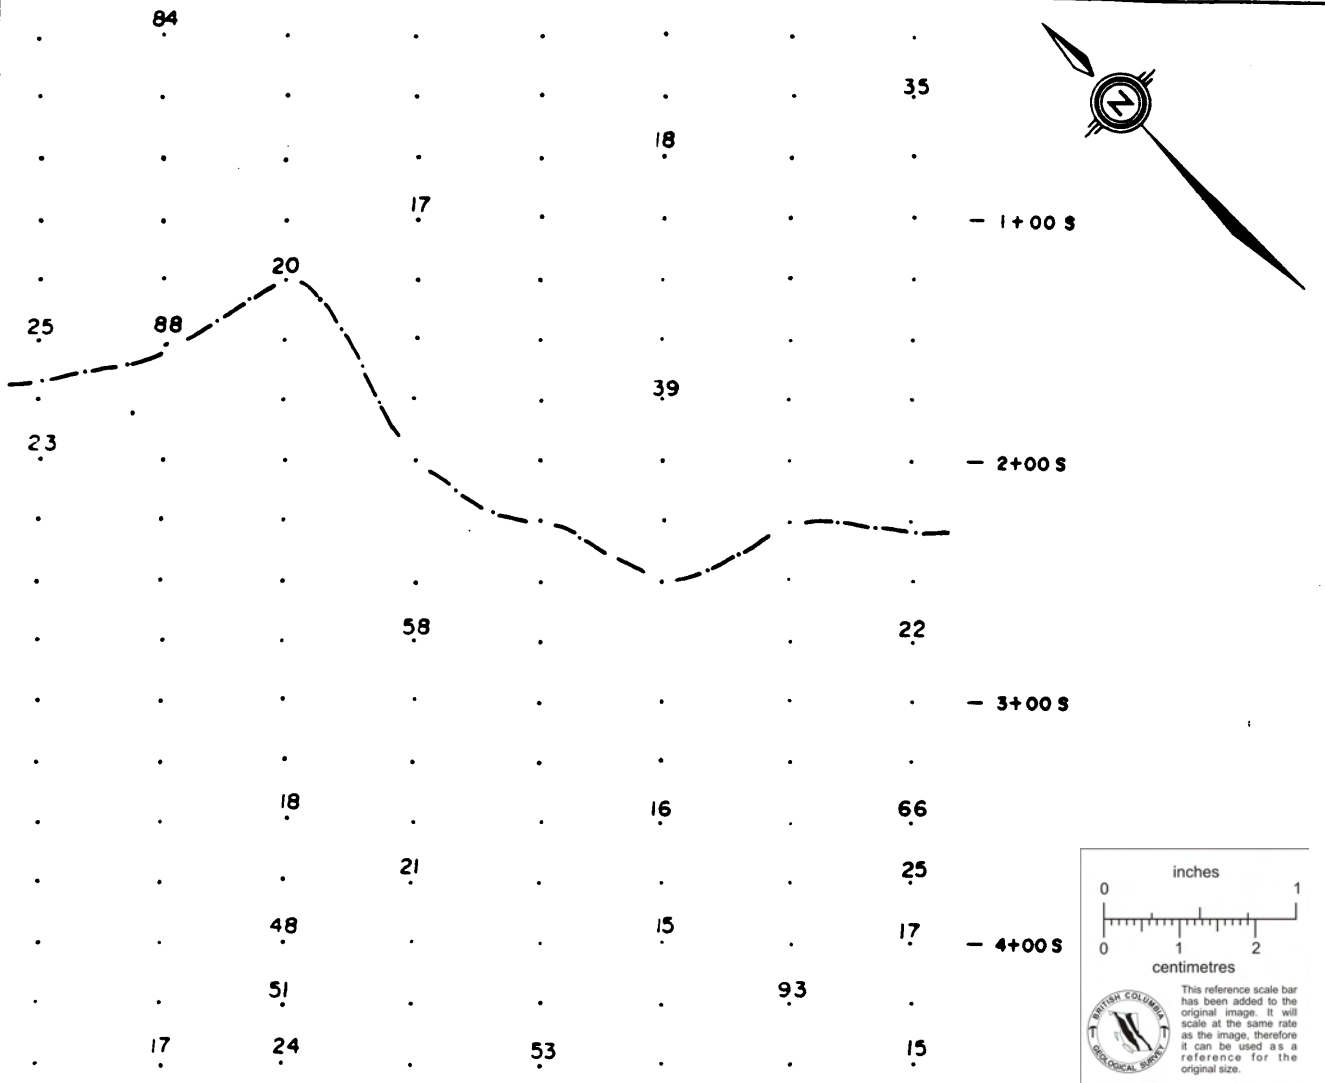 84
35
18
17
– 1+00 S
20
25
88
39
23
– 2+00 S
58
22
– 3+00 S
18
16
66
21
25
48
15
17
– 4+00 S
51
93
17
24
53
15
N
inches
0 1
0 1 2
centimetres
BRITISH COLUMBIA
GEOLOGICAL SURVEY
This reference scale bar
has been added to the
original image. It will
scale at the same rate
as the image, therefore
it can be used as a
reference for the
original size.